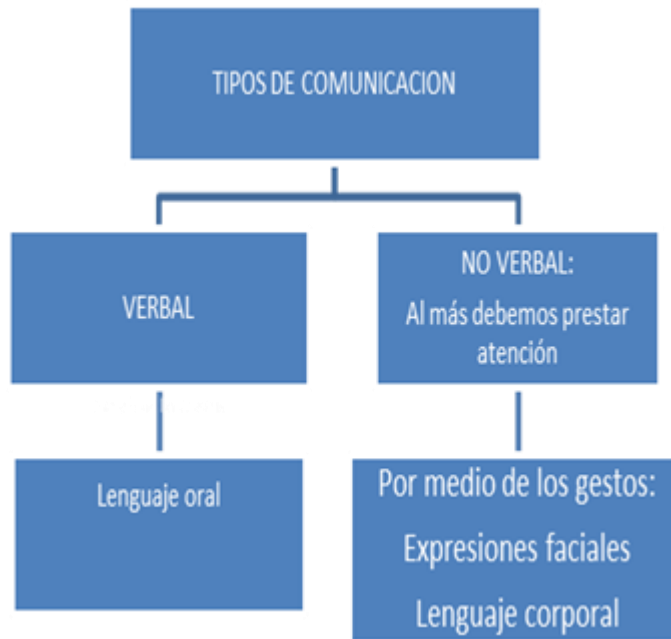 TIPOS DE COMUNICACION
VERBAL
NO VERBAL:
Al más debemos prestar
atención
Lenguaje oral
Por medio de los gestos:
Expresiones faciales
Lenguaje corporal